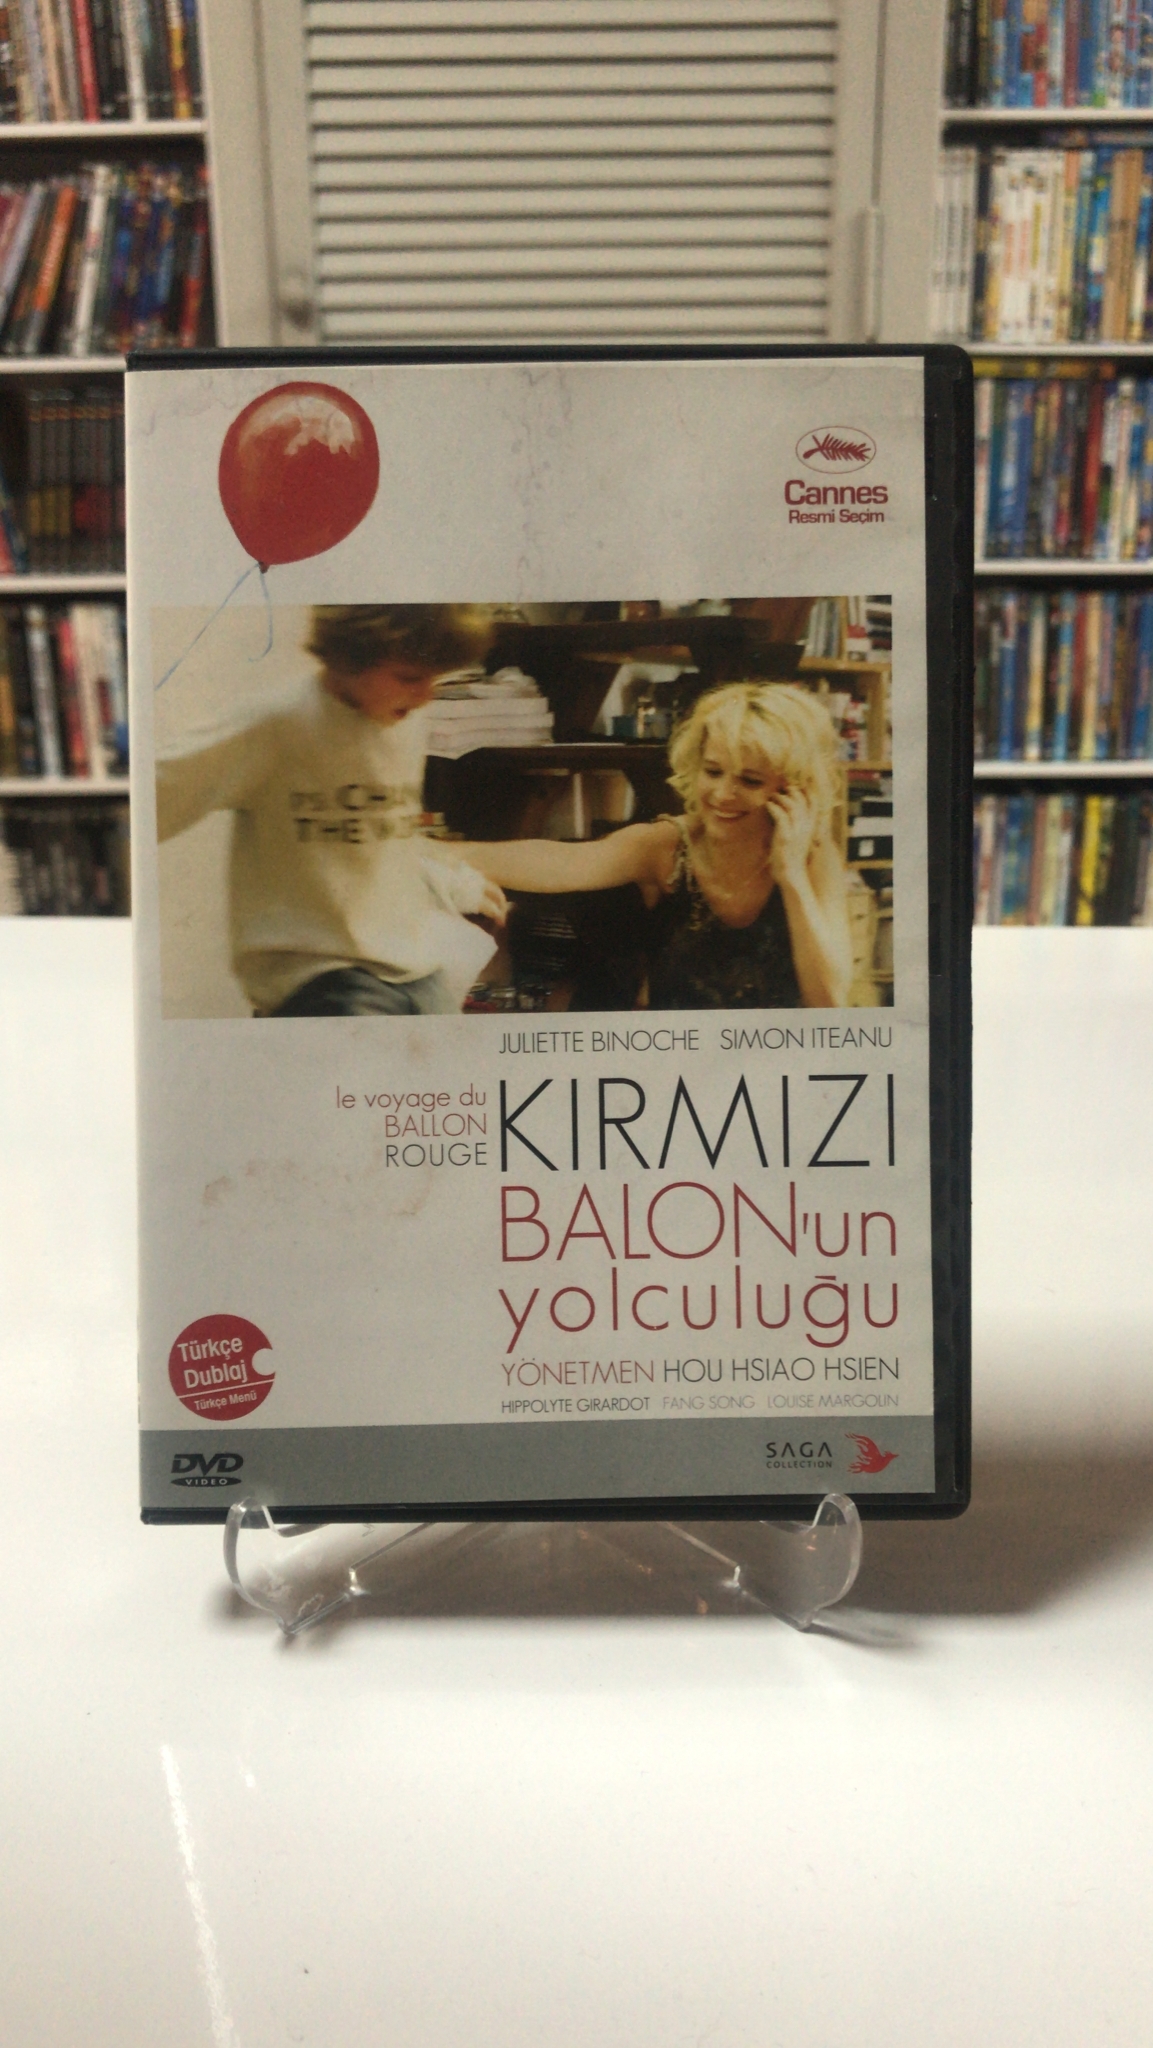 Cannes
Resmi Seçim
JULIETTE BINOCHE SIMON ITEANU
le voyage du
BALLON
ROUGE
KIRMIZI
BALON'un
yolculuğu
YÖNETMEN HOU HSIAO HSIEN
HIPPOLYTE GIRARDOT FANG SONG LOUISE MARGOLIN
Türkçe
Dublaj
Türkçe Menü
DVD
VIDEO
SAGA
COLLECTION